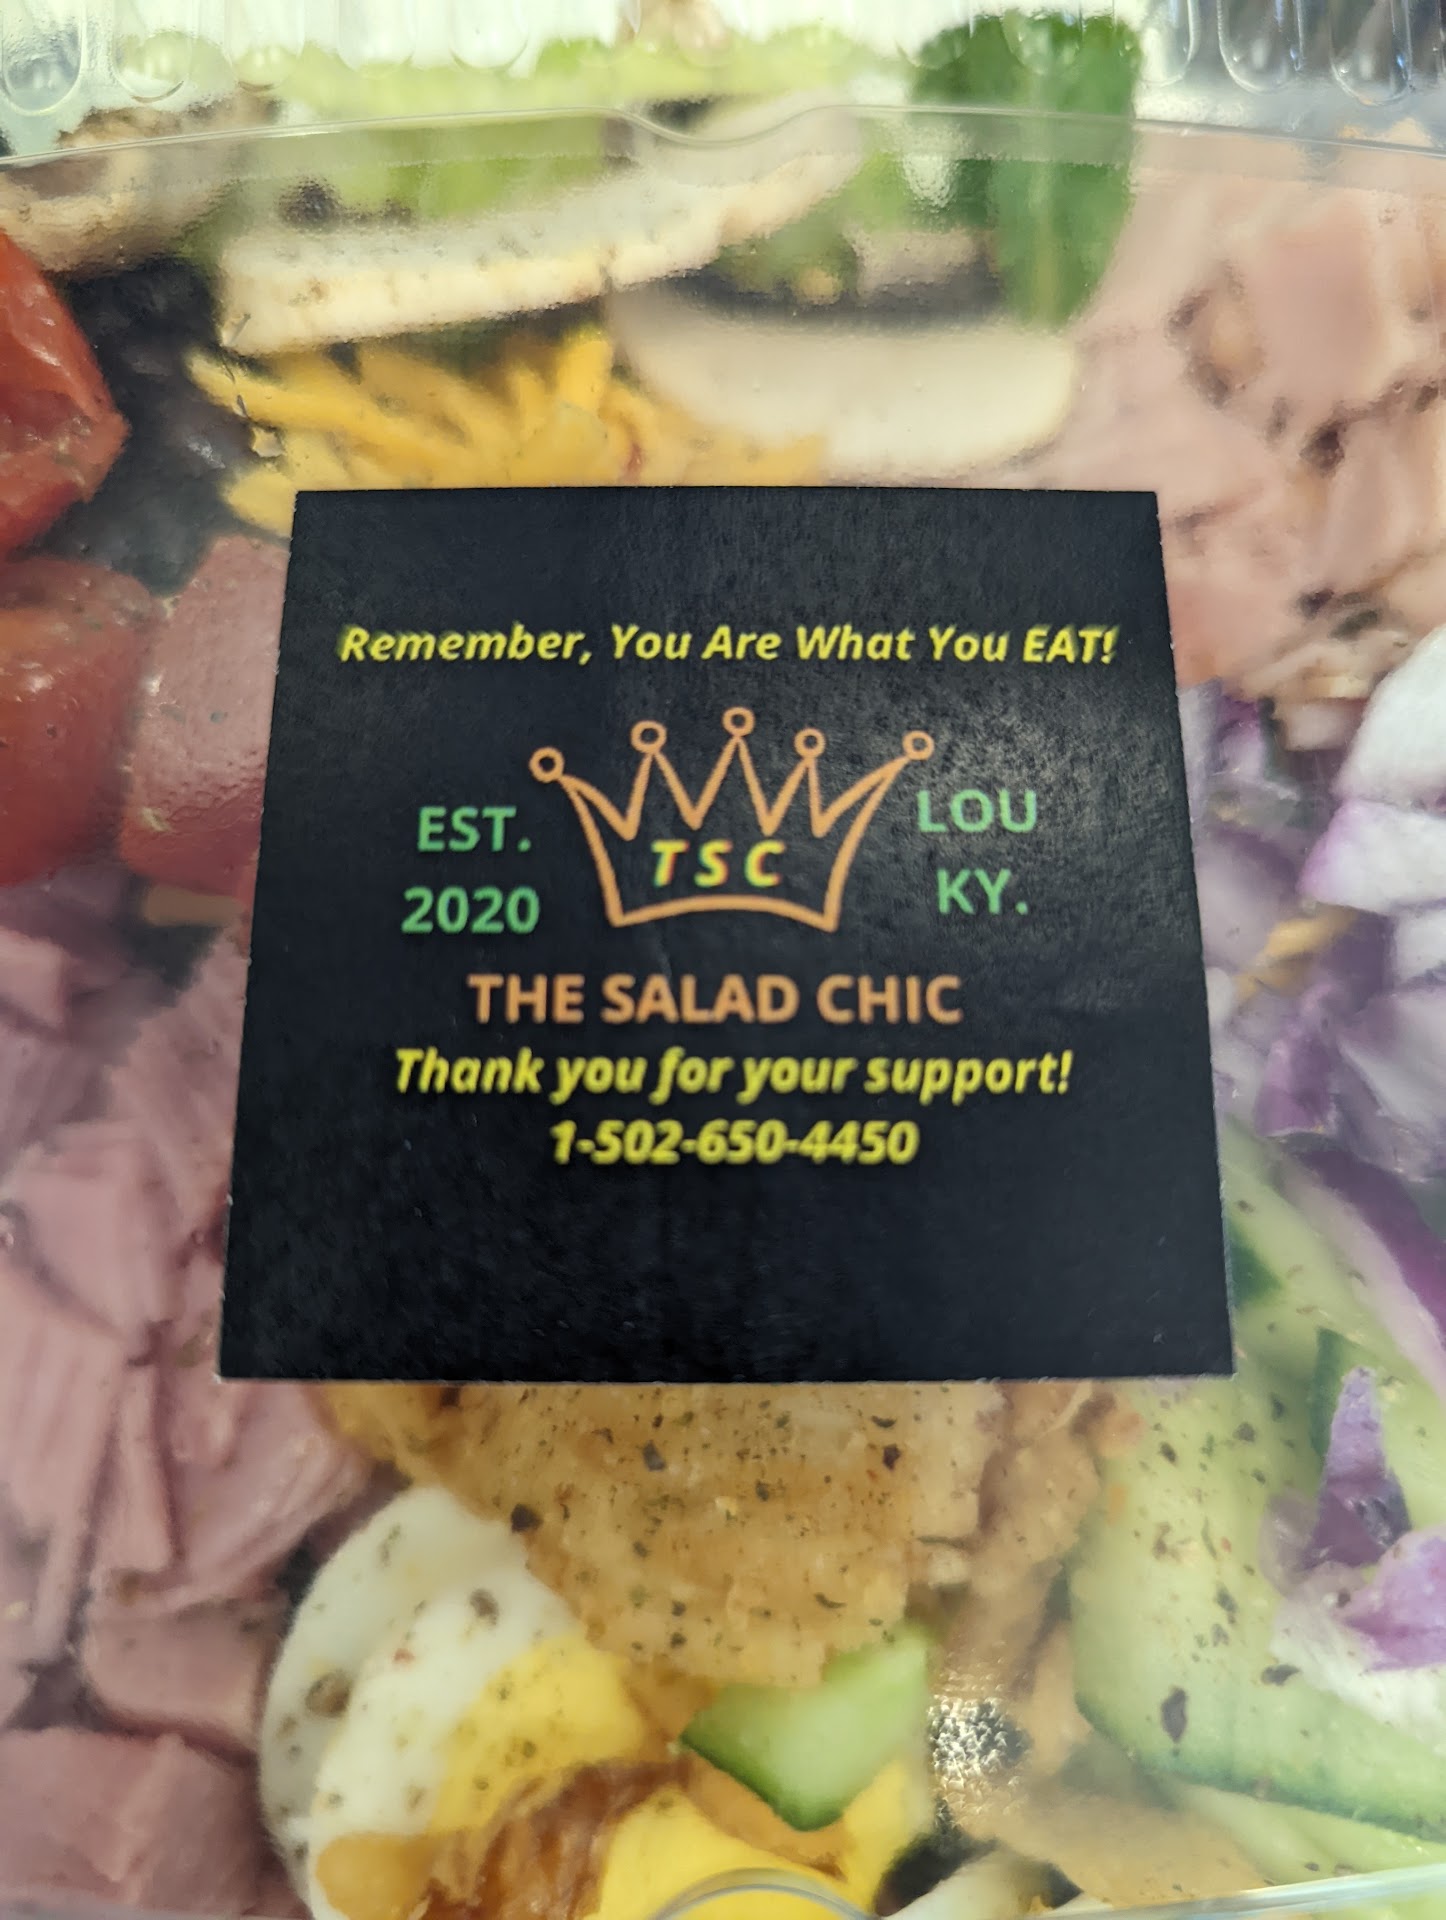 Remember, You Are What You EAT!
EST.
2020
TSC
LOU
KY.
THE SALAD CHIC
Thank you for your support!
1-502-650-4450